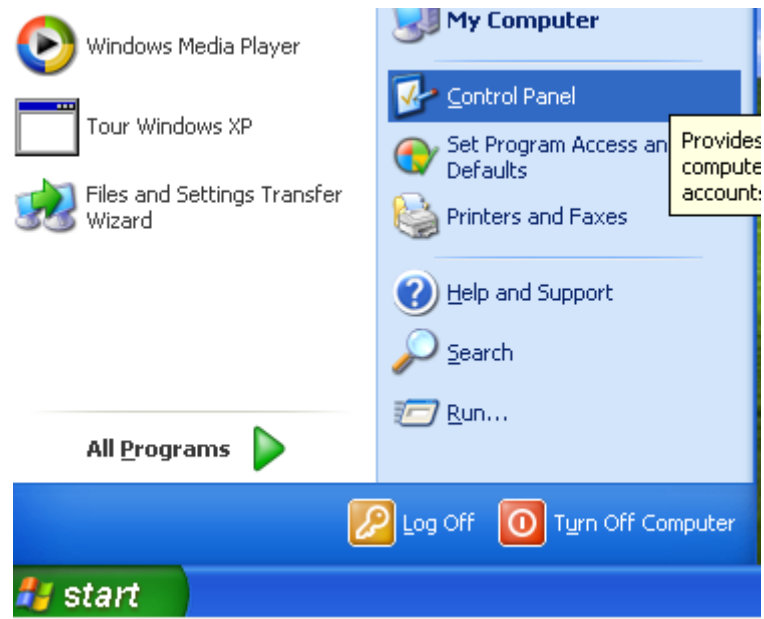 Windows Media Player
Tour Windows XP
Files and Settings Transfer
Wizard
All Programs
My Computer
Control Panel
Set Program Access an
Defaults
Printers and Faxes
Help and Support
Search
Run...
Provides
compute
accounts
Log Off
Turn Off Computer
start